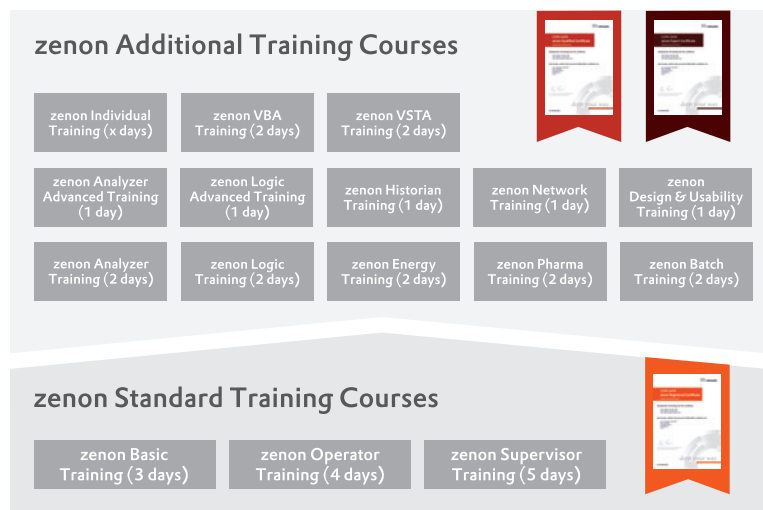 zenon Additional Training Courses
zenon Individual
Training (x days)
zenon VBA
Training (2 days)
zenon VSTA
Training (2 days)
zenon Analyzer
Advanced Training
(1 day)
zenon Logic
Advanced Training
(1 day)
zenon Historian
Training (1 day)
zenon Network
Training (1 day)
zenon
Design & Usability
Training (1 day)
zenon Analyzer
Training (2 days)
zenon Logic
Training (2 days)
zenon Energy
Training (2 days)
zenon Pharma
Training (2 days)
zenon Batch
Training (2 days)
zenon Standard Training Courses
zenon Basic
Training (3 days)
zenon Operator
Training (4 days)
zenon Supervisor
Training (5 days)